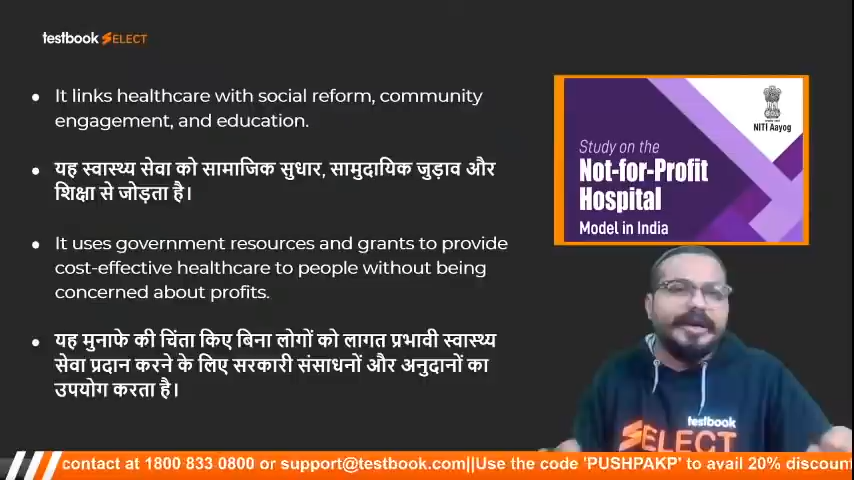 testbook SELECT
It links healthcare with social reform, community
engagement, and education.
यह स्वास्थ्य सेवा को सामाजिक सुधार, सामुदायिक जुड़ाव और
शिक्षा से जोड़ता है।
It uses government resources and grants to provide
cost-effective healthcare to people without being
concerned about profits.
यह मुनाफे की चिंता किए बिना लोगों को लागत प्रभावी स्वास्थ्य
सेवा प्रदान करने के लिए सरकारी संसाधनों और अनुदानों का
उपयोग करता है।
NITI Aayog
Study on the
Not-for-Profit
Hospital
Model in India
testbook
SELECT
contact at 1800 833 0800 or support@testbook.com||Use the code 'PUSHPAKP' to avail 20% discount